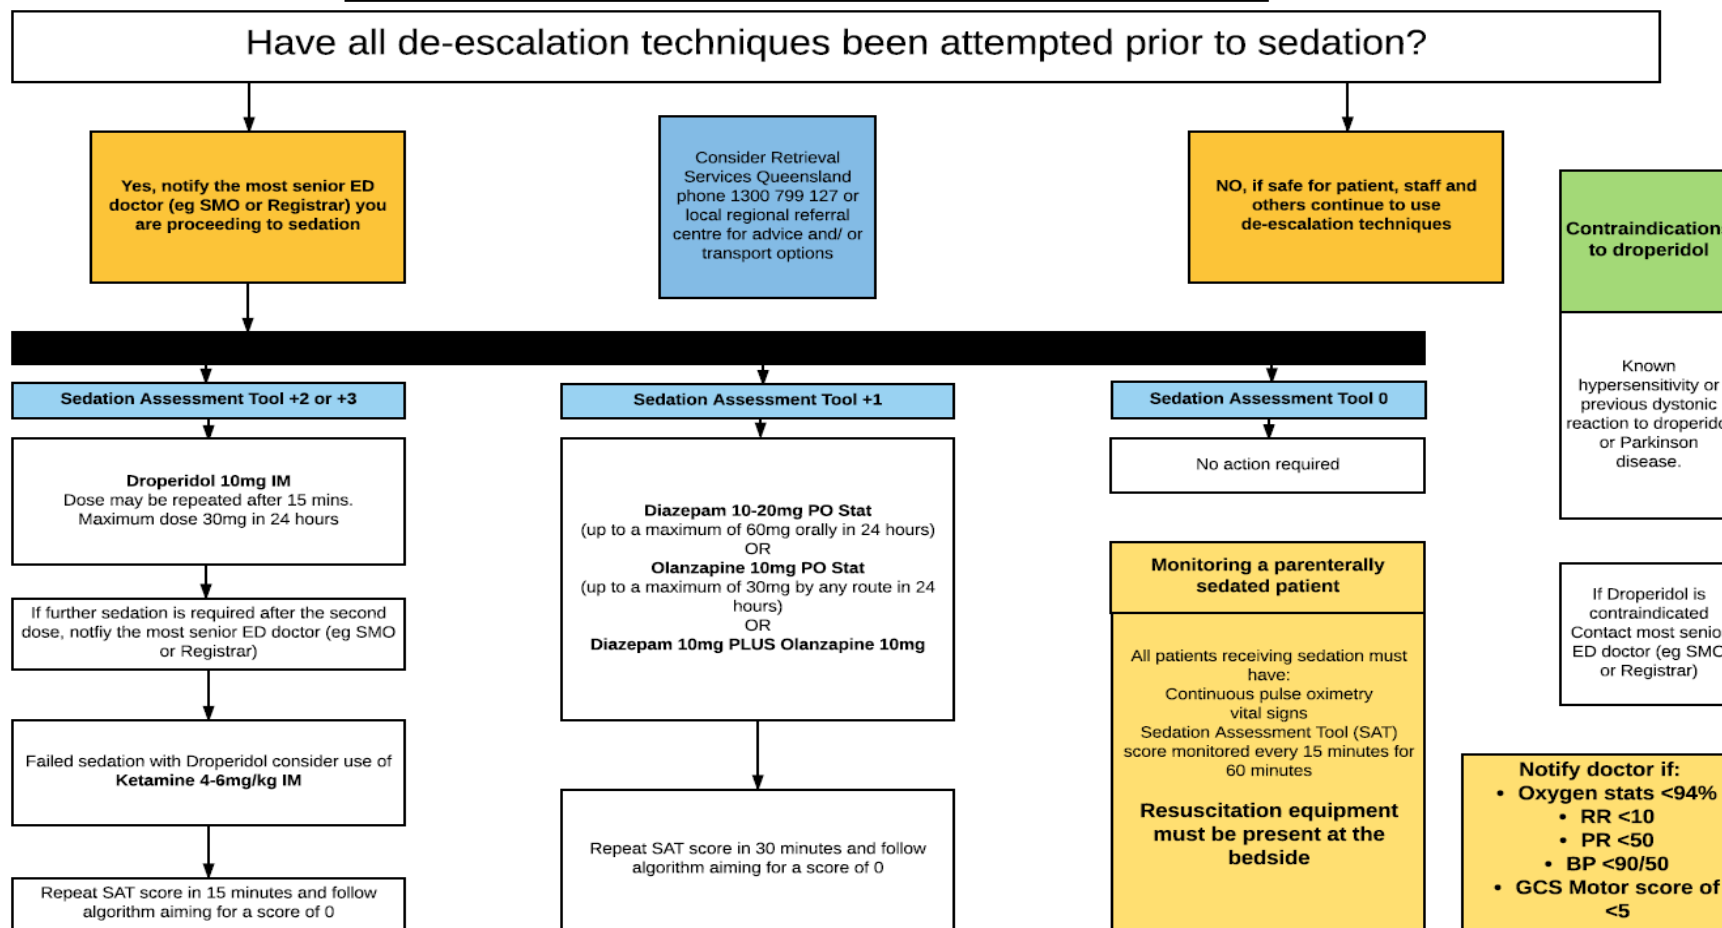 Have all de-escalation techniques been attempted prior to sedation?
Yes, notify the most senior ED
doctor (eg SMO or Registrar) you
are proceeding to sedation
Consider Retrieval
Services Queensland
phone 1300 799 127 or
local regional referral
centre for advice and/ or
transport options
NO, if safe for patient, staff and
others continue to use
de-escalation techniques
Contraindication
to droperidol
Known
hypersensitivity or
previous dystonic
reaction to droperido
or Parkinson
disease.
Sedation Assessment Tool +2 or +3
Droperidol 10mg IM
Dose may be repeated after 15 mins.
Maximum dose 30mg in 24 hours
If further sedation is required after the second
dose, notfiy the most senior ED doctor (eg SMO
or Registrar)
Failed sedation with Droperidol consider use of
Ketamine 4-6mg/kg IM
Repeat SAT score in 15 minutes and follow
algorithm aiming for a score of 0
Sedation Assessment Tool +1
Diazepam 10-20mg PO Stat
(up to a maximum of 60mg orally in 24 hours)
OR
Olanzapine 10mg PO Stat
(up to a maximum of 30mg by any route in 24
hours)
OR
Diazepam 10mg PLUS Olanzapine 10mg
Repeat SAT score in 30 minutes and follow
algorithm aiming for a score of 0
Sedation Assessment Tool 0
No action required
Monitoring a parenterally
sedated patient
All patients receiving sedation must
have:
Continuous pulse oximetry
vital signs
Sedation Assessment Tool (SAT)
score monitored every 15 minutes for
60 minutes
Resuscitation equipment
must be present at the
bedside
If Droperidol is
contraindicated
Contact most senio
ED doctor (eg SMO
or Registrar)
Notify doctor if:
• Oxygen stats <94%
• RR <10
• PR <50
• BP <90/50
• GCS Motor score of
<5